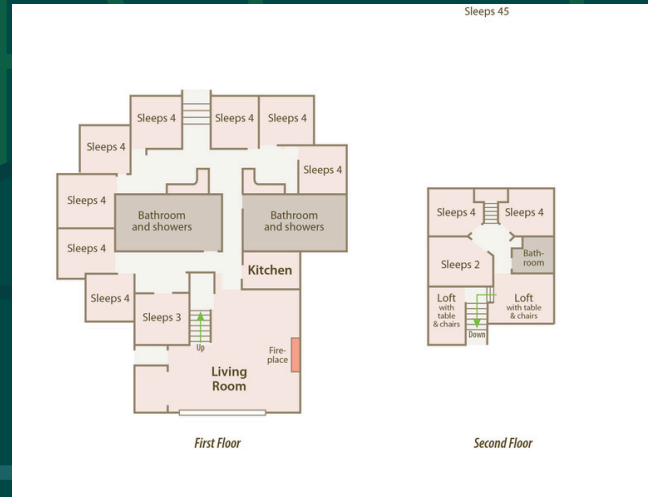 Sleeps 45
Sleeps 4
Sleeps 4
Sleeps 4
Sleeps 4
Sleeps 4
Sleeps 4
Bathroom
and showers
Bathroom
and showers
Sleeps 4
Kitchen
Sleeps 4
Sleeps 3
Up
Fire-
place
Living
Room
First Floor
Sleeps 4
Sleeps 4
Sleeps 2
Bath-
room
Loft
with
table
& chairs
Loft
with table
& chairs
Down
Second Floor